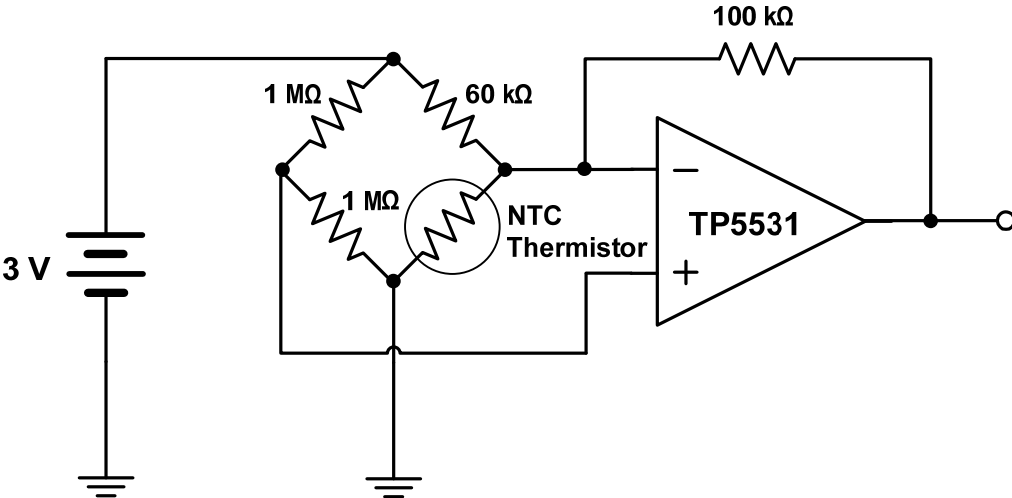 100 kΩ
1 MΩ
60 kΩ
1 MΩ
NTC
Thermistor
−
TP5531
+
3 V